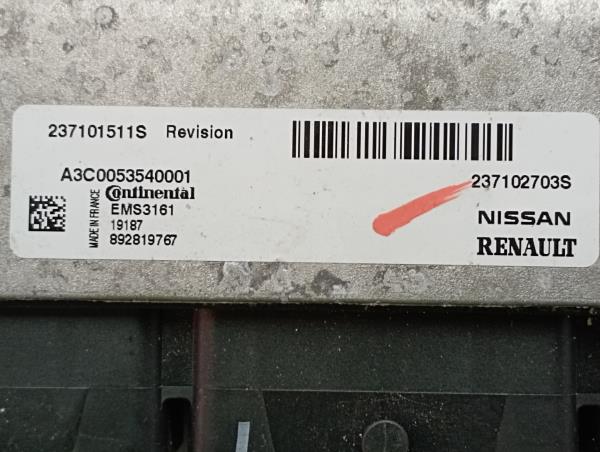 237101511S Revision
A3C0053540001
237102703S
MADE IN FRANCE
Continental
EMS3161
19187
892819767
NISSAN
RENAULT